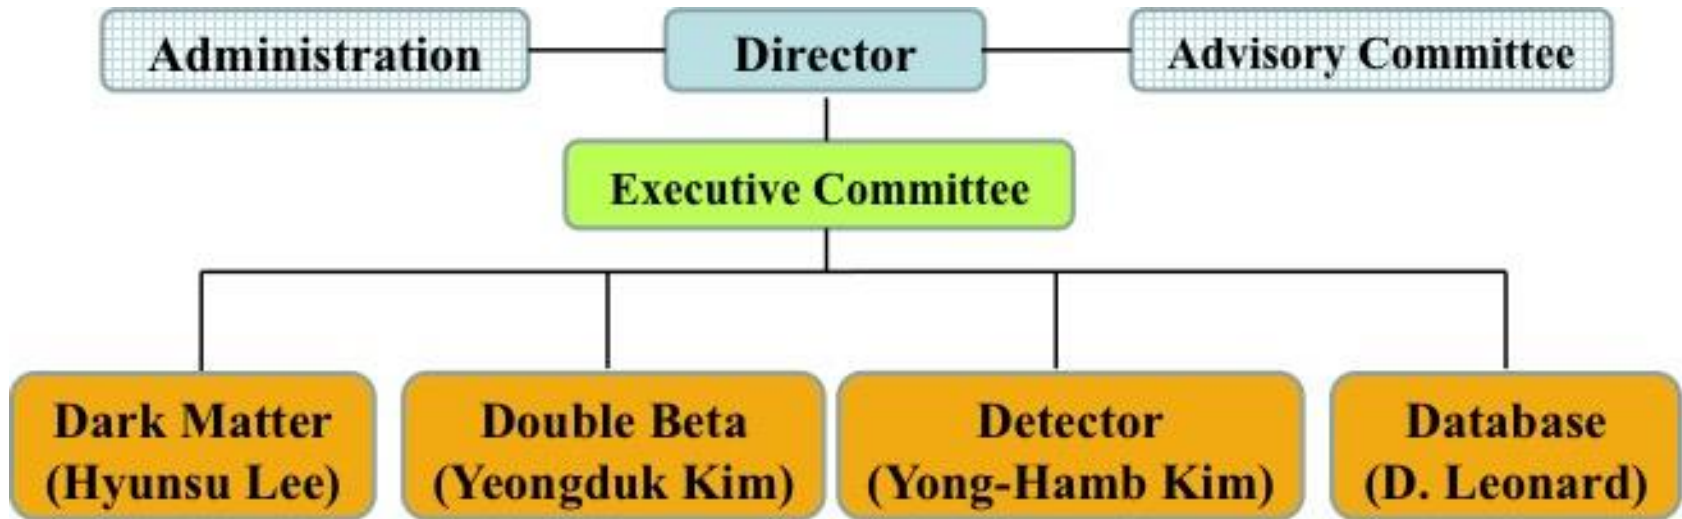 Administration
Director
Advisory Committee
Executive Committee
Dark Matter
(Hyunsu Lee)
Double Beta
(Yeongduk Kim)
Detector
(Yong-Hamb Kim)
Database
(D. Leonard)